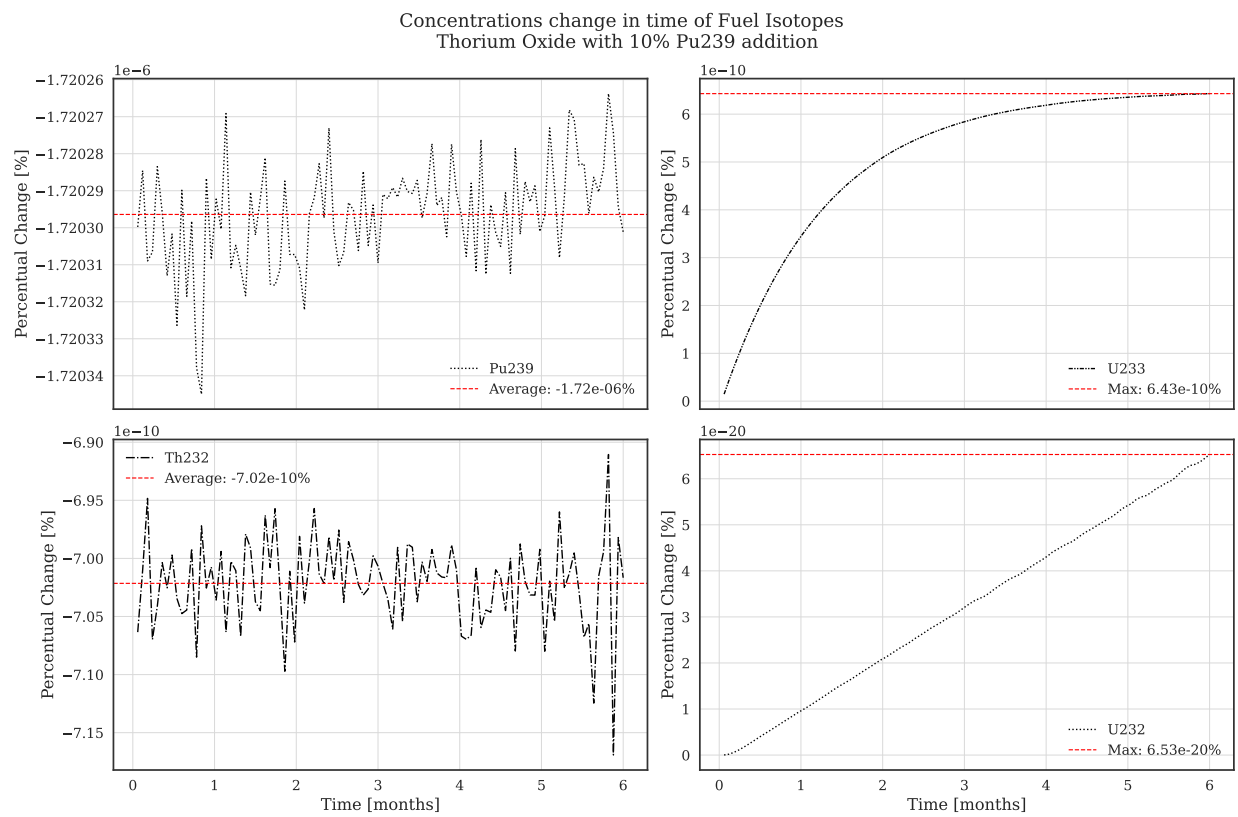 Concentrations change in time of Fuel Isotopes
Thorium Oxide with 10% Pu239 addition
1e−6
−1.72026
−1.72027
−1.72028
−1.72029
−1.72030
−1.72031
−1.72032
−1.72033
−1.72034
Percentual Change [%]
Pu239
Average: -1.72e-06%
1e−10
6
5
4
3
2
1
0
Percentual Change [%]
U233
Max: 6.43e-10%
1e−10
−6.90
−6.95
−7.00
−7.05
−7.10
−7.15
Percentual Change [%]
Th232
Average: -7.02e-10%
0 1 2 3 4 5 6
Time [months]
1e−20
6
5
4
3
2
1
0
Percentual Change [%]
U232
Max: 6.53e-20%
0 1 2 3 4 5 6
Time [months]